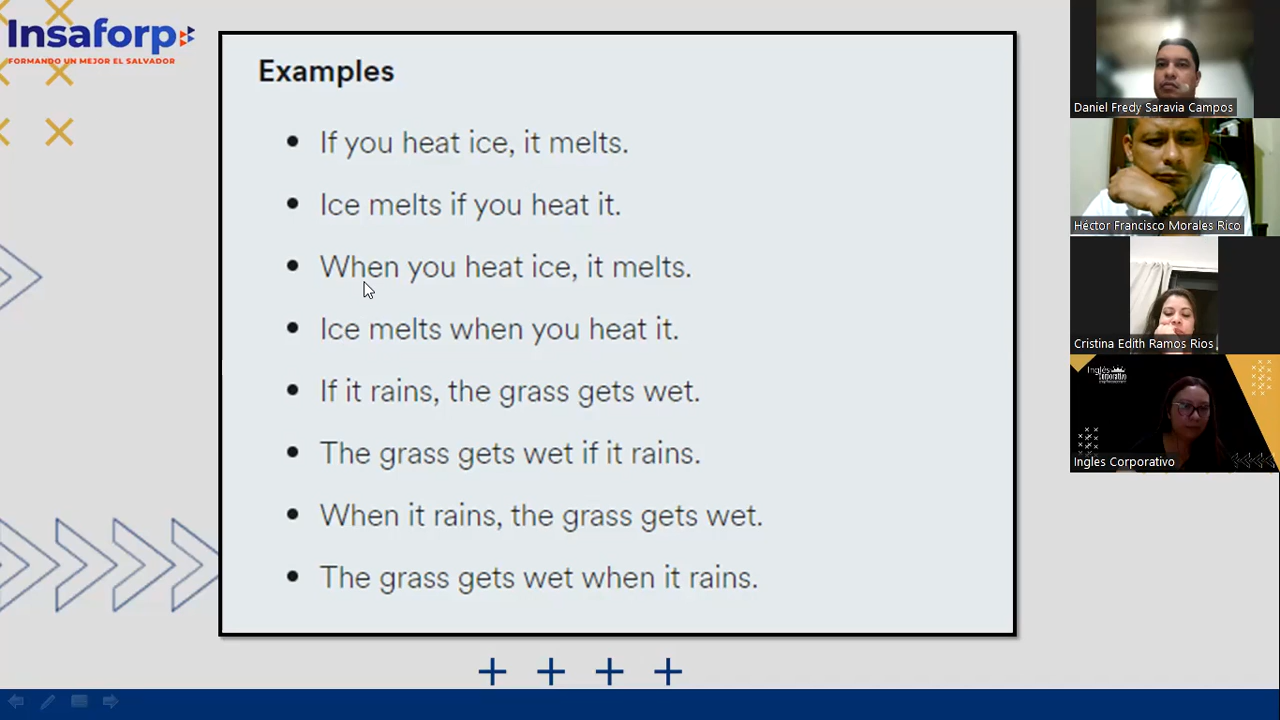 Insaforp
FORMANDO UN MEJOR EL SALVADOR
Examples
• If you heat ice, it melts.
• Ice melts if you heat it.
• When you heat ice, it melts.
• Ice melts when you heat it.
• If it rains, the grass gets wet.
• The grass gets wet if it rains.
• When it rains, the grass gets wet.
• The grass gets wet when it rains.
Daniel Fredy Saravia Campos
Héctor Francisco Morales Rico
Cristina Edith Ramos Rios
Inglés
Corporativo
Ingles Corporativo